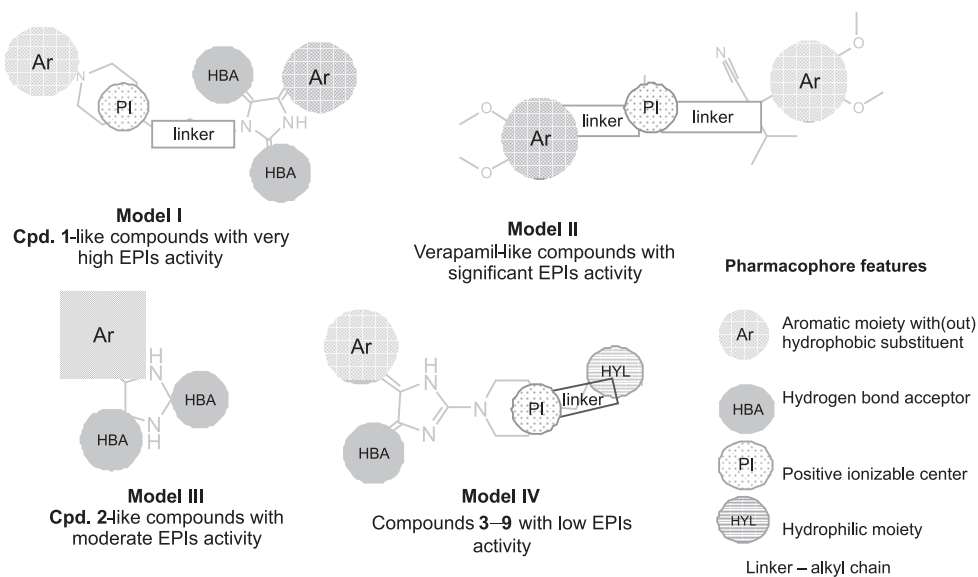 Ar
N
PI
linker
HBA
Ar
N
NH
HBA
Model I
Cpd. 1-like compounds with very
high EPIs activity
O
O
Ar
linker
PI
linker
N
Ar
O
O
Model II
Verapamil-like compounds with
significant EPIs activity
Ar
H
N
HBA
N
H
HBA
Model III
Cpd. 2-like compounds with
moderate EPIs activity
Ar
H
N
N
HBA
N
PI
linker
HYL
Model IV
Compounds 3–9 with low EPIs
activity
Pharmacophore features
Ar
Aromatic moiety with(out)
hydrophobic substituent
HBA
Hydrogen bond acceptor
PI
Positive ionizable center
HYL
Hydrophilic moiety
Linker – alkyl chain